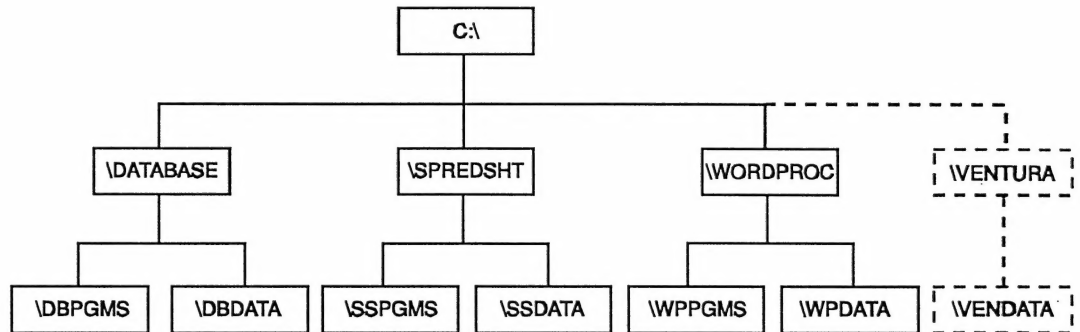 C:\
\DATABASE
\SPREDSHT
\WORDPROC
\VENTURA
\DBPGMS
\DBDATA
\SSPGMS
\SSDATA
\WPPGMS
\WPDATA
\VENDATA